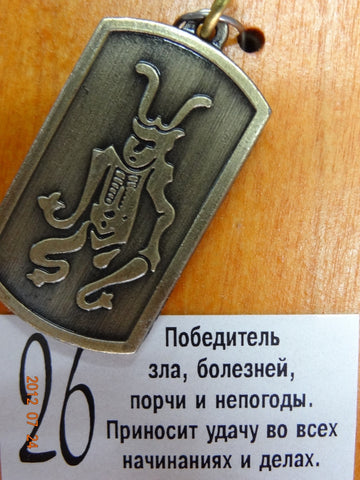 26
Победитель
зла, болезней,
порчи и непогоды.
Приносит удачу во всех
начинаниях и делах.
2012 07 24